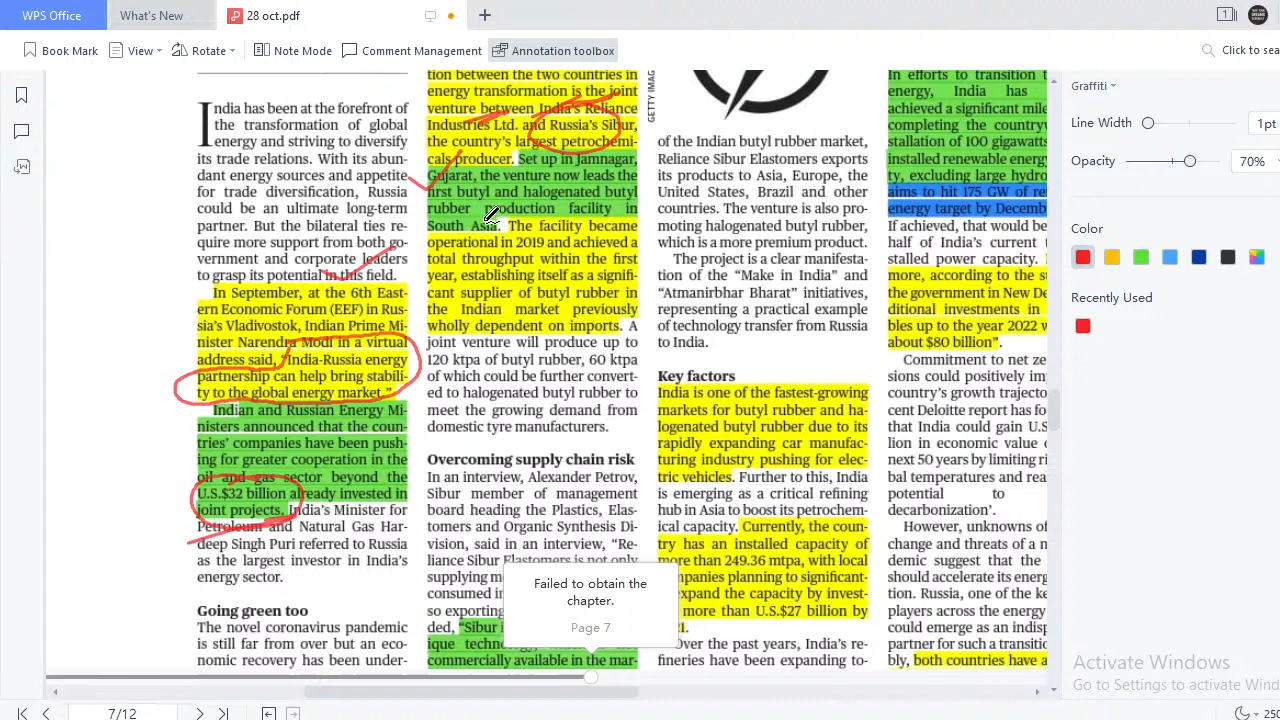 WPS Office
What's New
28 oct.pdf
1
Book Mark
View
Rotate
Note Mode
Comment Management
Annotation toolbox
Click to sea
India has been at the forefront of
the transformation of global
energy and striving to diversify
its trade relations. With its abun-
dant energy sources and appetite
for trade diversification, Russia
could be an ultimate long-term
partner. But the bilateral ties re-
quire more support from both go-
vernment and corporate leaders
to grasp its potential in this field.
In September, at the 6th East-
ern Economic Forum (EEF) in Rus-
sia's Vladivostok, Indian Prime Mi-
nister Narendra Modi in a virtual
address said, "India-Russia energy
partnership can help bring stabili-
ty to the global energy market."
Indian and Russian Energy Mi-
nisters announced that the coun-
tries' companies have been push-
ing for greater cooperation in the
oil and gas sector beyond the
U.S.$32 billion already invested in
joint projects. India's Minister for
Petroleum and Natural Gas Har-
deep Singh Puri referred to Russia
as the largest investor in India's
energy sector.
Going green too
The novel coronavirus pandemic
is still far from over but an eco-
nomic recovery has been under-
tion between the two countries in
energy transformation is the joint
venture between India's Reliance
Industries Ltd. and Russia's Sibur,
the country's largest petrochemi-
cals producer. Set up in Jamnagar,
Gujarat, the venture now leads the
first butyl and halogenated butyl
rubber production facility in
South Asia. The facility became
operational in 2019 and achieved a
total throughput within the first
year, establishing itself as a signifi-
cant supplier of butyl rubber in
the Indian market previously
wholly dependent on imports. A
joint venture will produce up to
120 ktpa of butyl rubber, 60 ktpa
of which could be further convert-
ed to halogenated butyl rubber to
meet the growing demand from
domestic tyre manufacturers.
Overcoming supply chain risk
In an interview, Alexander Petrov,
Sibur member of management
board heading the Plastics, Elas-
tomers and Organic Synthesis Di-
vision, said in an interview, "Re-
liance Sibur Elastomers is not only
supplying
consumed in
so exporting
ded, "Sibur
ique
commercially available in the mar-
GETTY IMAG
of the Indian butyl rubber market,
Reliance Sibur Elastomers exports
its products to Asia, Europe, the
United States, Brazil and other
countries. The venture is also pro-
moting halogenated butyl rubber,
which is a more premium product.
The project is a clear manifesta-
tion of the "Make in India" and
"Atmanirbhar Bharat" initiatives,
representing a practical example
of technology transfer from Russia
to India.
Key factors
India is one of the fastest-growing
markets for butyl rubber and ha-
logenated butyl rubber due to its
rapidly expanding car manufac-
turing industry pushing for elec-
tric vehicles. Further to this, India
is emerging as a critical refining
hub in Asia to boost its petrochem-
ical capacity. Currently, the coun-
try has an installed capacity of
more than 249.36 mtpa, with local
companies planning to significant-
expand the capacity by invest-
more than U.S.$27 billion by
21.
Over the past years, India's re-
fineries have been expanding to-
In efforts to transition t
energy, India has
achieved a significant mile
completing the countryw
stallation of 100 gigawatts
installed renewable energy
ty, excluding large hydro
aims to hit 175 GW of re
energy target by Decemb
If achieved, that would be
half of India's current t
stalled power capacity.
more, according to the su
the government in New De
ditional investments in
bles up to the year 2022 w
about $80 billion".
Commitment to net ze
sions could positively im
country's growth trajecto
cent Deloitte report has fo
that India could gain U.S
lion in economic value
next 50 years by limiting ri
bal temperatures and rea
potential to
decarbonization'.
However, unknowns of
change and threats of a n
demic suggest that the
should accelerate its energ
tion. Russia, one of the ke
players across the energy
could emerge as an indisp
partner for such a transitio
bly, both countries have a
Failed to obtain the
chapter.
Page 7
Graffiti
Line Width
1pt
Opacity
70%
Color
Recently Used
Activate Windows
Go to Settings to activate Wind
7/12
250